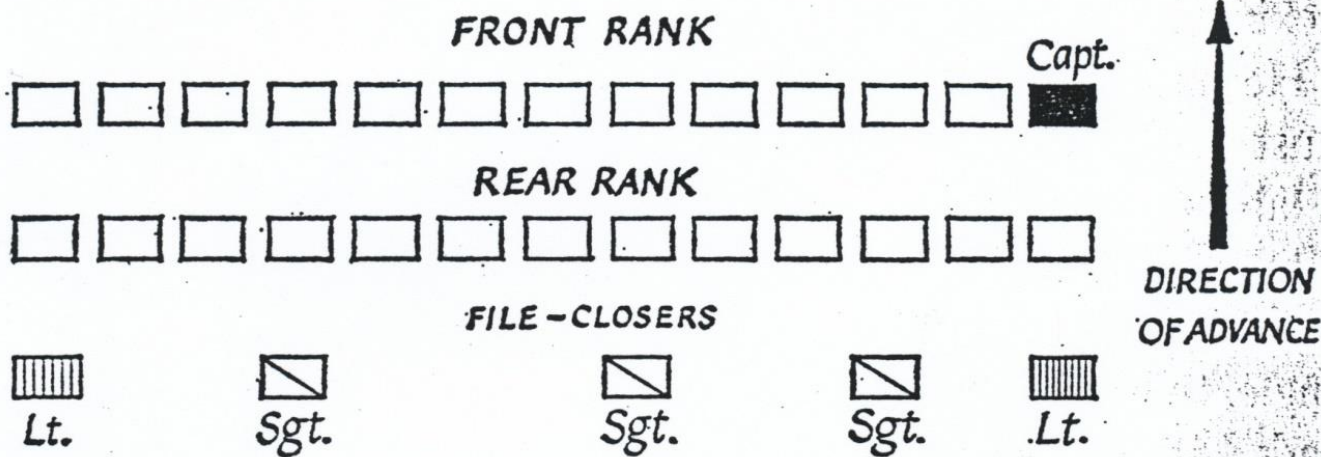 FRONT RANK
Capt.
REAR RANK
FILE-CLOSERS
DIRECTION
OF ADVANCE
Lt. Sgt. Sgt. Sgt. Lt.